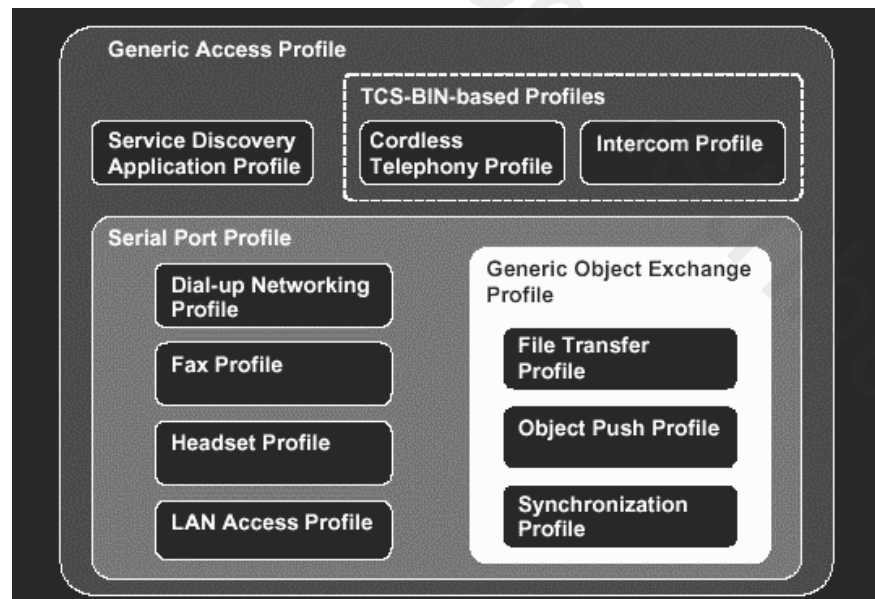 Generic Access Profile
TCS-BIN-based Profiles
Service Discovery
Application Profile
Cordless
Telephony Profile
Intercom Profile
Serial Port Profile
Dial-up Networking
Profile
Fax Profile
Headset Profile
LAN Access Profile
Generic Object Exchange
Profile
File Transfer
Profile
Object Push Profile
Synchronization
Profile